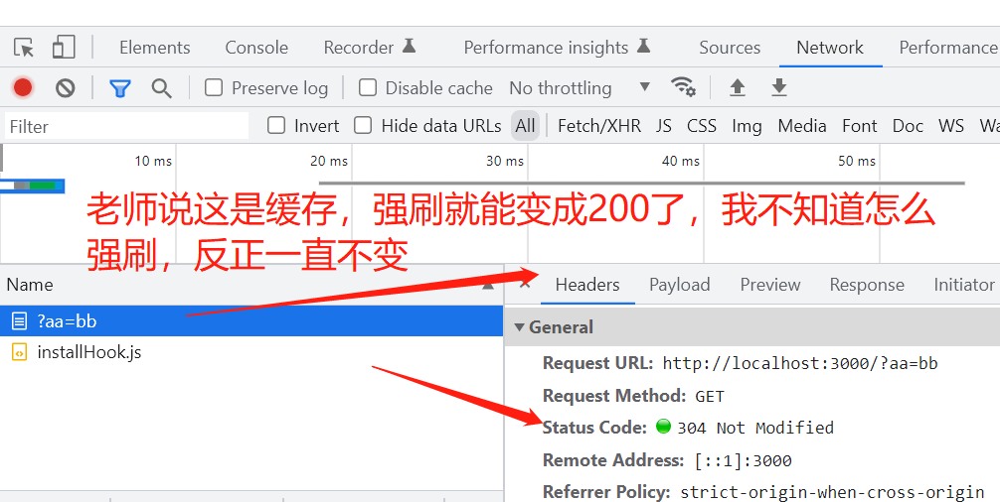 Elements Console Recorder Performance insights Sources Network Performance
Preserve log Disable cache No throttling
Filter Invert Hide data URLs All Fetch/XHR JS CSS Img Media Font Doc WS Wa
10 ms 20 ms 30 ms 40 ms 50 ms
老师说这是缓存，强刷就能变成200了，我不知道怎么
强刷，反正一直不变
Name
Headers Payload Preview Response Initiator
?aa=bb
General
installHook.js
Request URL: http://localhost:3000/?aa=bb
Request Method: GET
Status Code: 304 Not Modified
Remote Address: [::1]:3000
Referrer Policy: strict-origin-when-cross-origin